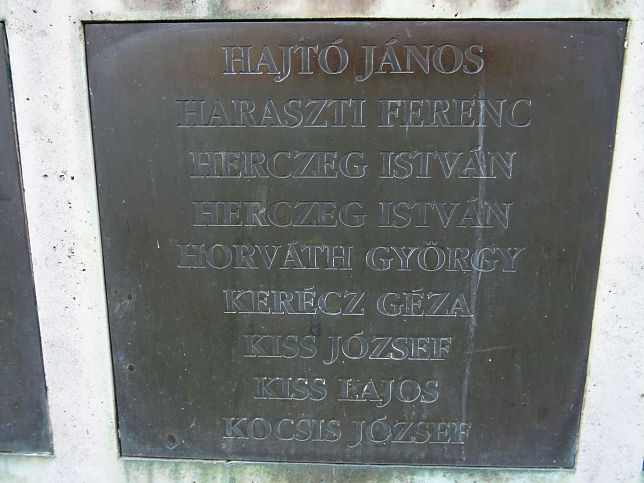 HAJTÓ JÁNOS
HARASZTI FERENC
HERCZEG ISTVÁN
HERCZEG ISTVÁN
HORVÁTH GYÖRGY
KERÉCZ GÉZA
KISS JÓZSEF
KISS LAJOS
KOCSIS JÓZSEF